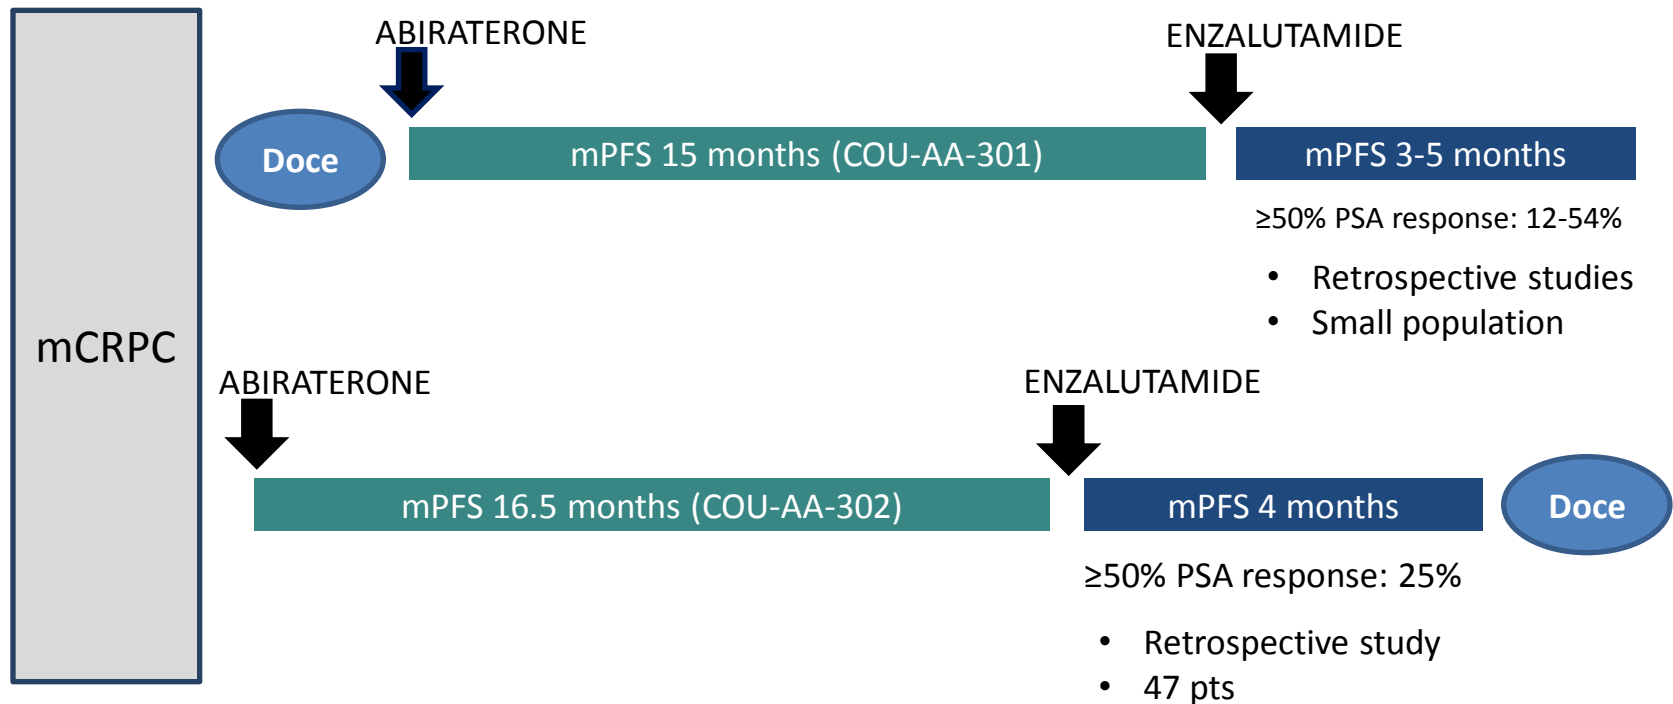 ABIRATERONE
ENZALUTAMIDE
Doce
mPFS 15 months (COU-AA-301)
mPFS 3-5 months
≥50% PSA response: 12-54%
• Retrospective studies
• Small population
mCRPC
ABIRATERONE
ENZALUTAMIDE
mPFS 16.5 months (COU-AA-302)
mPFS 4 months
Doce
≥50% PSA response: 25%
• Retrospective study
• 47 pts